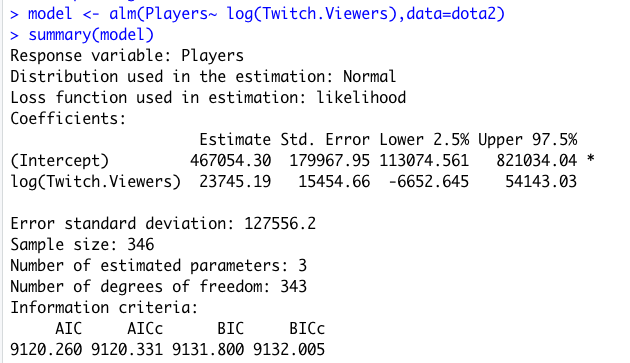 > model <- alm(Players~ log(Twitch.Viewers),data=dota2)
> summary(model)
Response variable: Players
Distribution used in the estimation: Normal
Loss function used in estimation: likelihood
Coefficients:
                    Estimate Std. Error Lower 2.5% Upper 97.5%
(Intercept)        467054.30  179967.95 113074.561   821034.04 *
log(Twitch.Viewers) 23745.19   15454.66  -6652.645    54143.03
Error standard deviation: 127556.2
Sample size: 346
Number of estimated parameters: 3
Number of degrees of freedom: 343
Information criteria:
     AIC     AICc      BIC     BICc
9120.260 9120.331 9131.800 9132.005